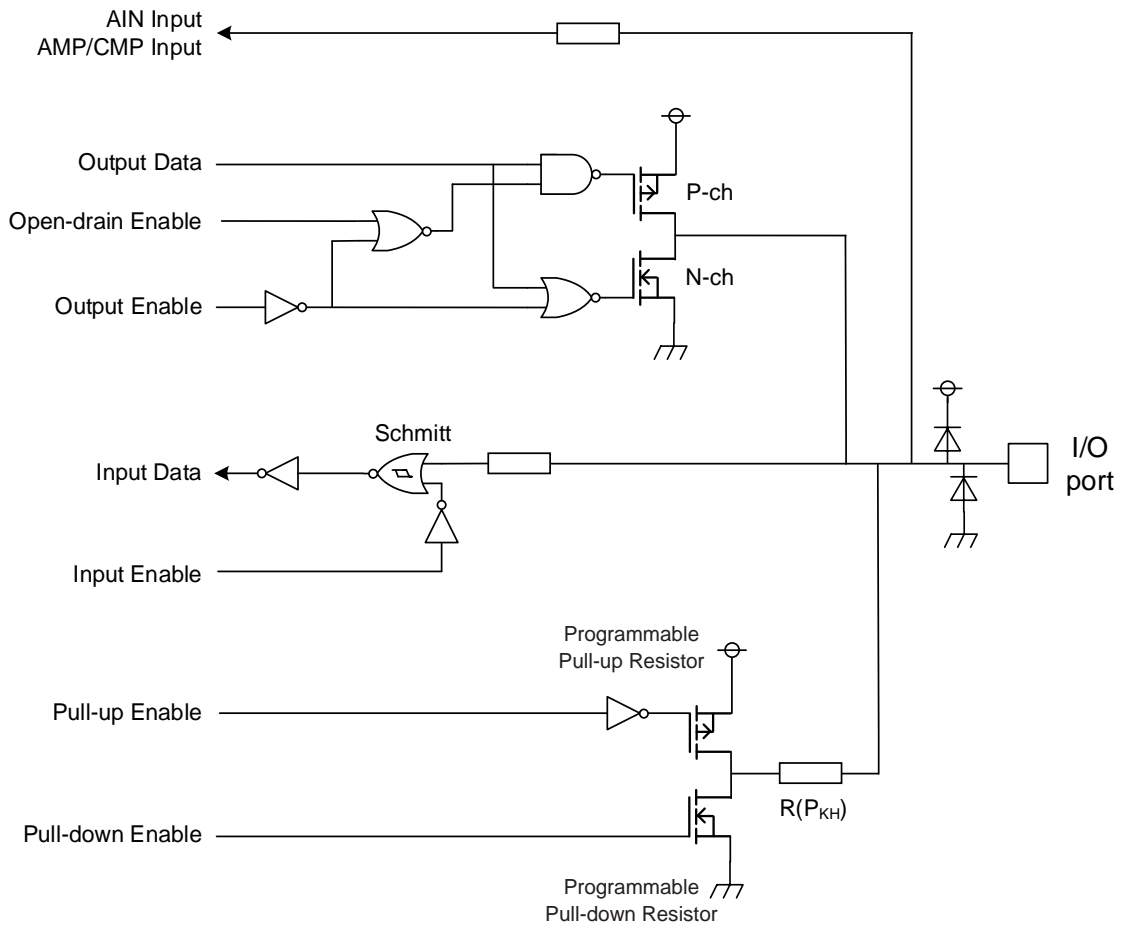 AIN Input
AMP/CMP Input
Output Data
P-ch
Open-drain Enable
N-ch
Output Enable
Schmitt
Input Data
I/O
port
Input Enable
Programmable
Pull-up Resistor
Pull-up Enable
R(PKH)
Pull-down Enable
Programmable
Pull-down Resistor